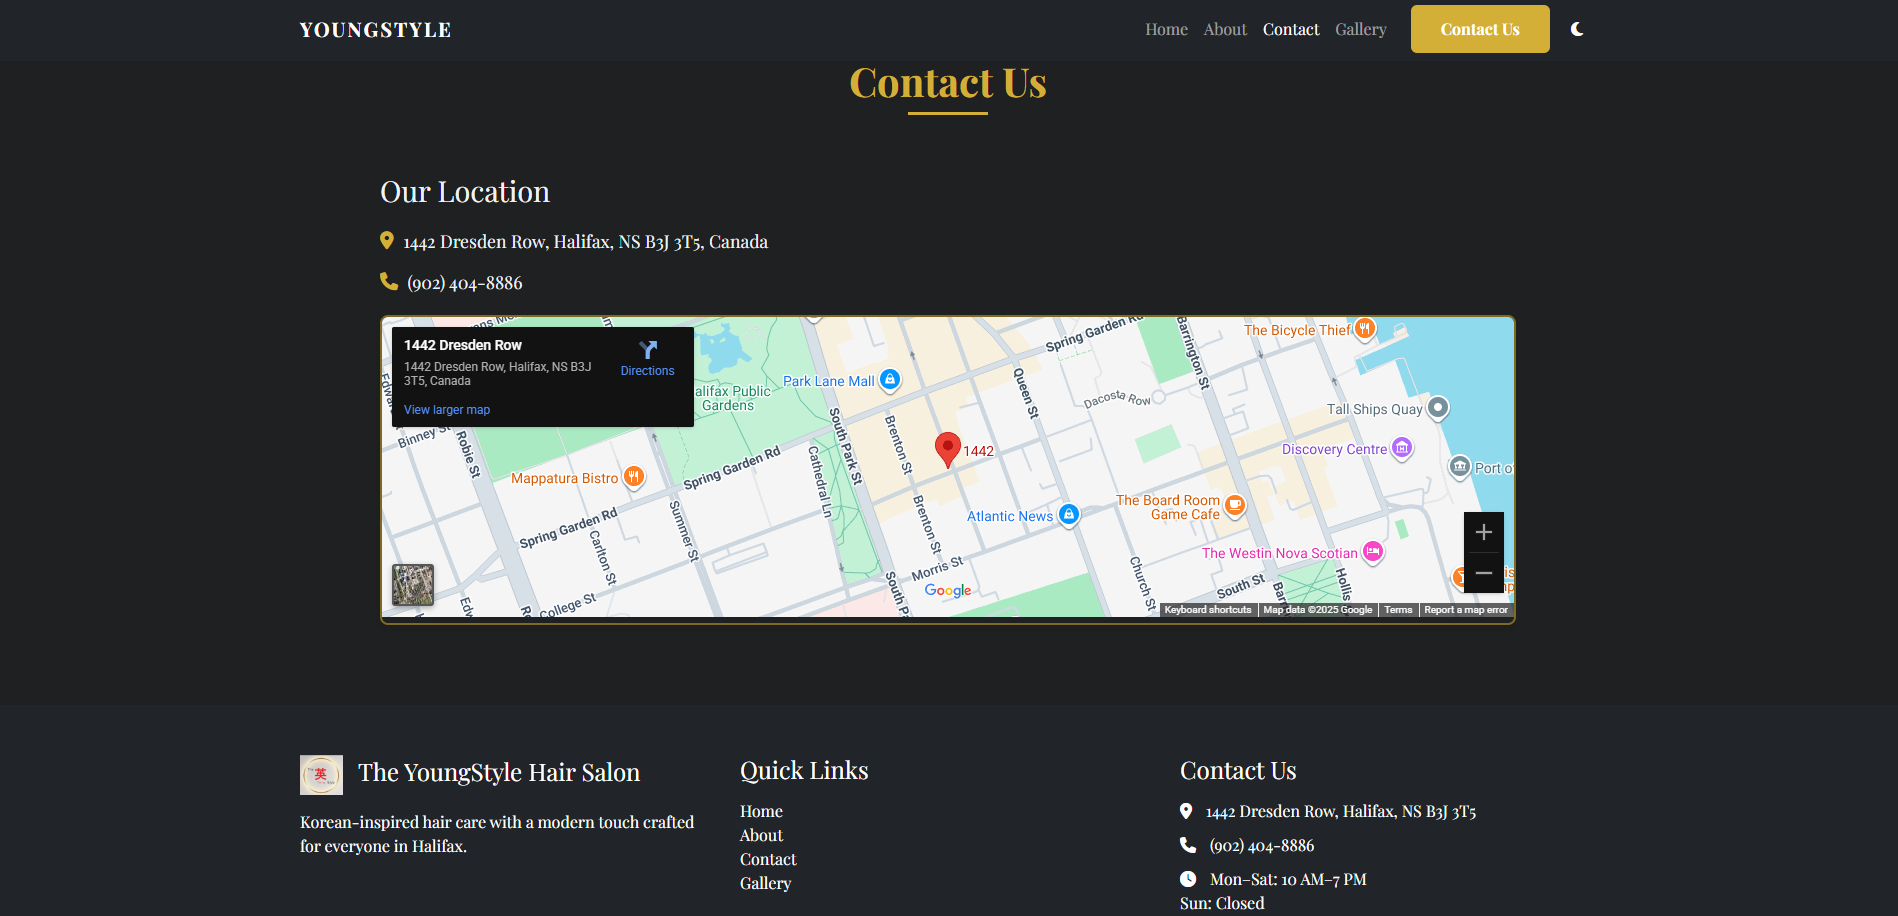 YOUNGSTYLE
Home About Contact Gallery Contact Us
Contact Us
Our Location
1442 Dresden Row, Halifax, NS B3J 3T5, Canada
(902) 404-8886
1442 Dresden Row
1442 Dresden Row, Halifax, NS B3J
3T5, Canada
Directions
View larger map
Spring Garden Rd
Barrington St
The Bicycle Thief
Park Lane Mall
alifax Public
Gardens
Queen St
Dacosta Row
Tall Ships Quay
Binney St
Robie St
South Park St
Brenton St
1442
Discovery Centre
Port o
Mappatura Bistro
Spring Garden Rd
Cathedral Ln
The Board Room
Game Cafe
Atlantic News
Spring Garden Rd
Summer St
Brenton St
Carlton St
Morris St
The Westin Nova Scotian
Church St
South St
Hollis
Barr
College St
South P
Edw
Google
Keyboard shortcuts Map data ©2025 Google Terms Report a map error
英
The YoungStyle Hair Salon
Korean-inspired hair care with a modern touch crafted
for everyone in Halifax.
Quick Links
Home
About
Contact
Gallery
Contact Us
1442 Dresden Row, Halifax, NS B3J 3T5
(902) 404-8886
Mon–Sat: 10 AM–7 PM
Sun: Closed